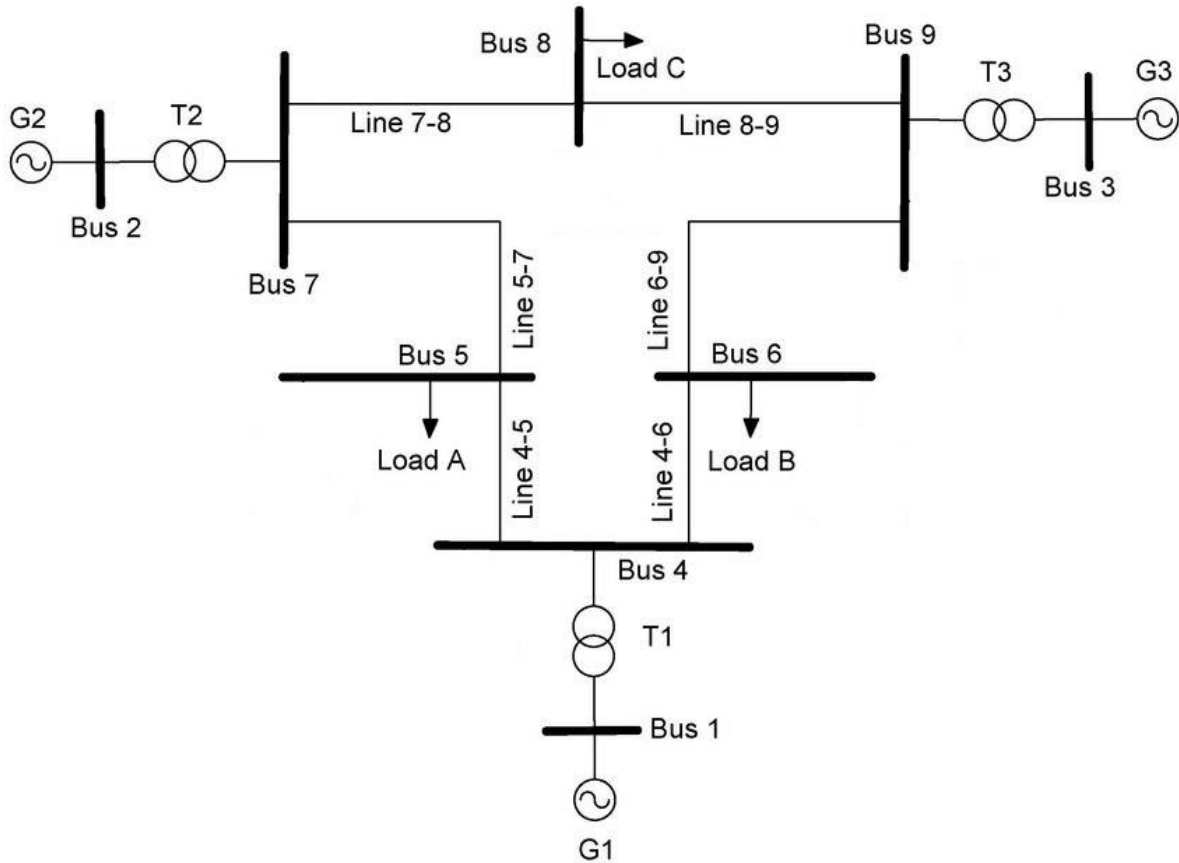 Bus 8
Load C
Bus 9
T3
G3
G2
T2
Line 7-8
Line 8-9
Bus 3
Bus 2
Bus 7
Line 5-7
Line 6-9
Bus 5
Bus 6
Load A
Line 4-5
Line 4-6
Load B
Bus 4
T1
Bus 1
G1